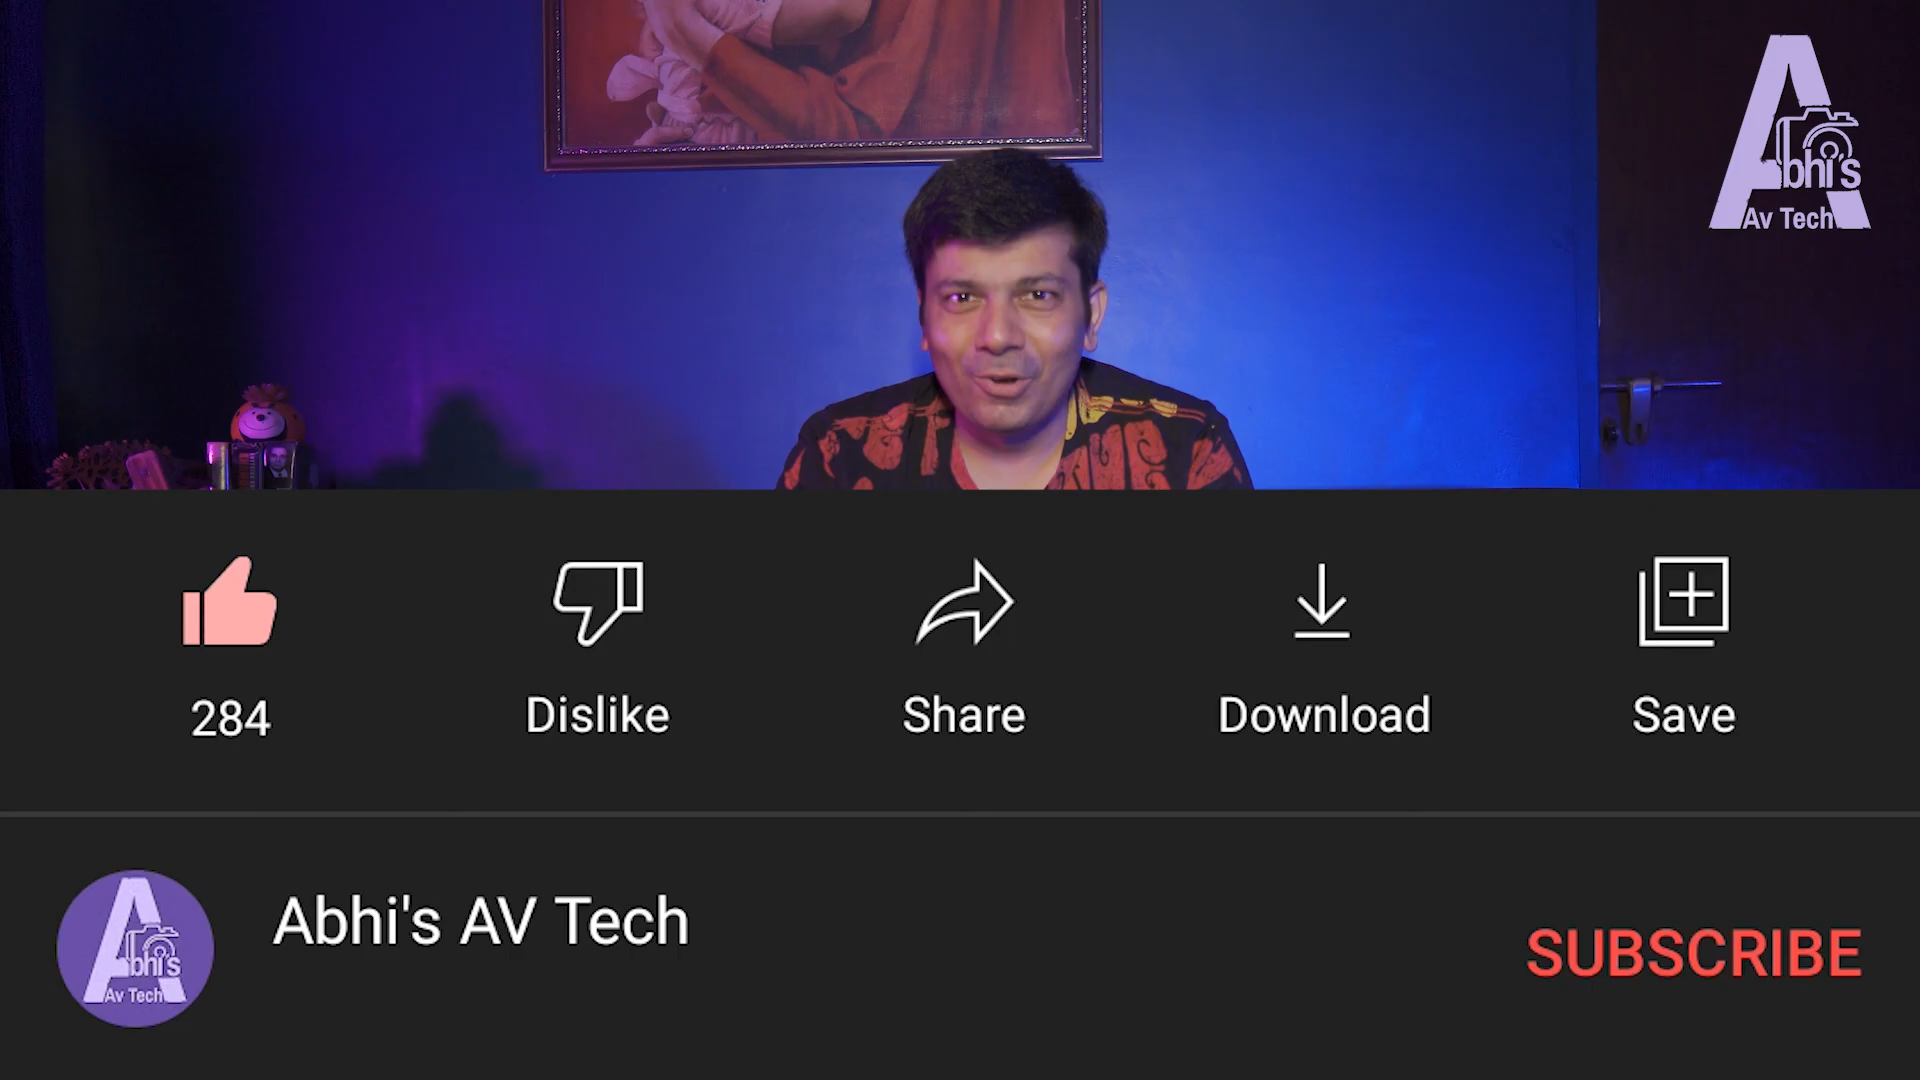 Abhi's
Av Tech
284
Dislike
Share
Download
Save
Abhi's
Av Tech
Abhi's AV Tech
SUBSCRIBE